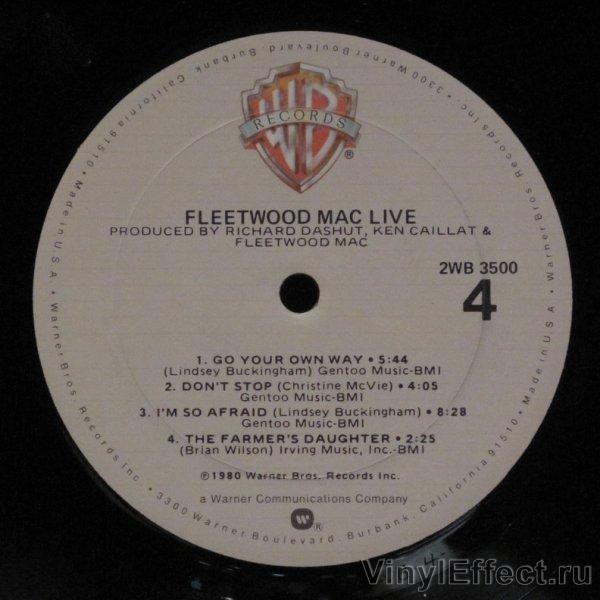 WB
RECORDS
®
FLEETWOOD MAC LIVE
PRODUCED BY RICHARD DASHUT, KEN CAILLAT &
FLEETWOOD MAC
2WB 3500
4
1. GO YOUR OWN WAY • 5:44
(Lindsey Buckingham) Gentoo Music-BMI
2. DON'T STOP (Christine McVie) • 4:05
Gentoo Music-BMI
3. I'M SO AFRAID (Lindsey Buckingham) • 8:28
Gentoo Music-BMI
4. THE FARMER'S DAUGHTER • 2:25
(Brian Wilson) Irving Music, Inc.-BMI
℗1980 Warner Bros. Records Inc.
a Warner Communications Company
W ®
Warner Bros. Records Inc. • 3300 Warner Boulevard, Burbank, California 91510 • Made in U.S.A. • Warner Bros. Records Inc. • 3300 Warner Boulevard, Burbank, California 91510 • Made in U.S.A. •
VinylEffect.ru